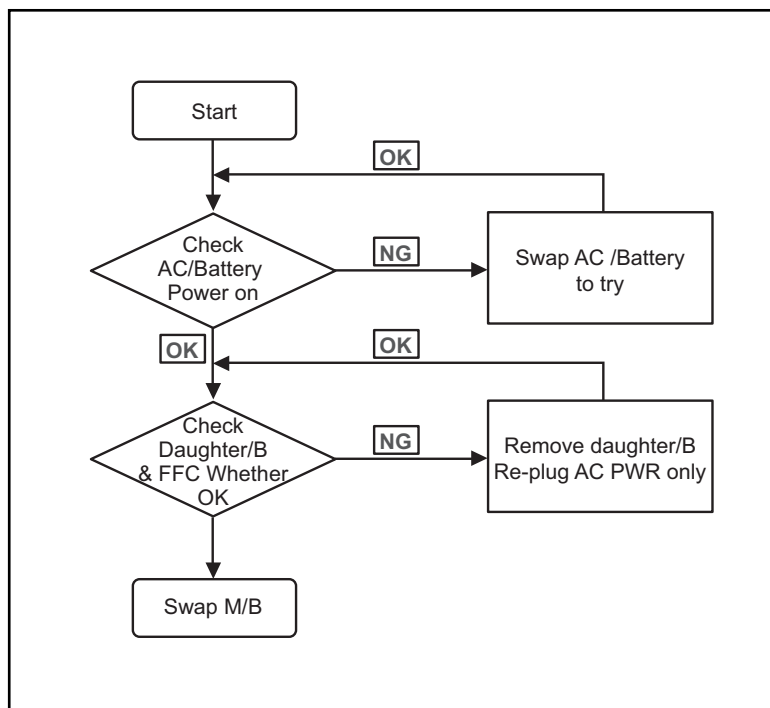 Start
OK
Check
AC/Battery
Power on
NG
Swap AC /Battery
to try
OK
OK
Check
Daughter/B
& FFC Whether
OK
NG
Remove daughter/B
Re-plug AC PWR only
Swap M/B